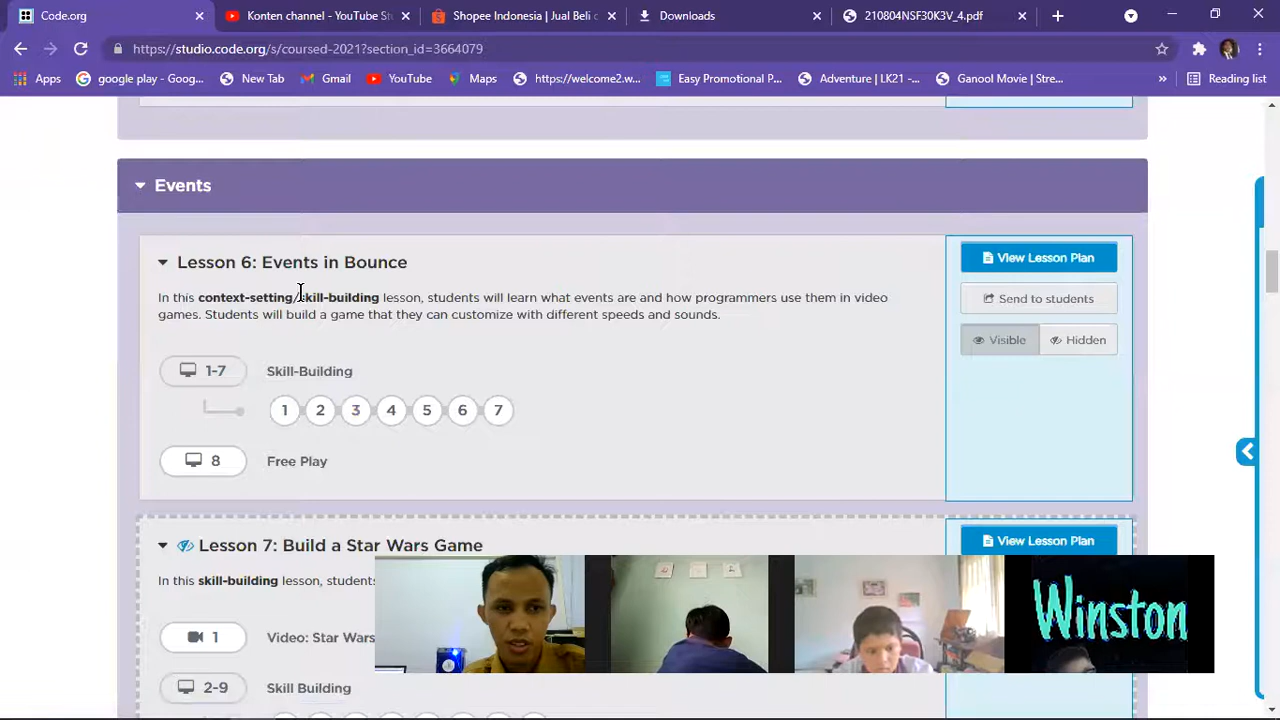 Code.org
Konten channel - YouTube St
Shopee Indonesia | Jual Beli c
Downloads
210804NSF30K3V_4.pdf
https://studio.code.org/s/coursed-2021?section_id=3664079
Apps
google play - Goog...
New Tab
Gmail
YouTube
Maps
https://welcome2.w...
Easy Promotional P...
Adventure | LK21 -...
Ganool Movie | Stre...
»
Reading list
Events
Lesson 6: Events in Bounce
In this context-setting/skill-building lesson, students will learn what events are and how programmers use them in video
games. Students will build a game that they can customize with different speeds and sounds.
View Lesson Plan
Send to students
Visible
Hidden
1-7
Skill-Building
1 2 3 4 5 6 7
8
Free Play
Lesson 7: Build a Star Wars Game
View Lesson Plan
In this skill-building lesson, students
1
Video: Star Wars
2-9
Skill Building
Winston